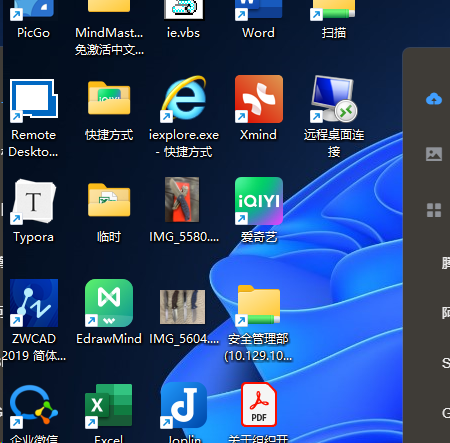 PicGo
MindMast...
免激活中文...
ie.vbs
Word
扫描
Remote
Deskto...
快捷方式
iexplore.exe
- 快捷方式
Xmind
远程桌面连
接
T
Typora
临时
IMG_5580....
iQIYI
爱奇艺
ZWCAD
2019 简体...
EdrawMind
IMG_5604....
安全管理部
(10.129.10...
企业微信
Excel
Joplin
PDF
关于组织开